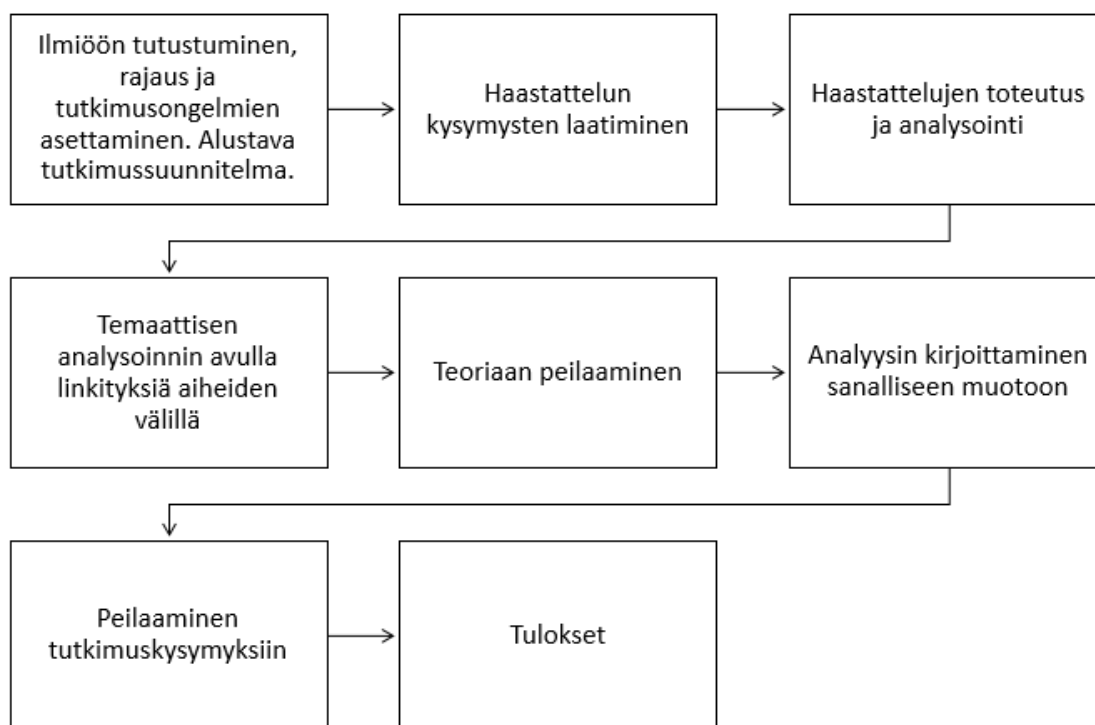 Ilmiöön tutustuminen,
rajaus ja
tutkimusongelmien
asettaminen. Alustava
tutkimussuunnitelma.
Haastattelun
kysymysten laatiminen
Haastattelujen toteutus
ja analysointi
Temaattisen
analysoinnin avulla
linkityksiä aiheiden
välillä
Teoriaan peilaaminen
Analyysin kirjoittaminen
sanalliseen muotoon
Peilaaminen
tutkimuskysymyksiin
Tulokset